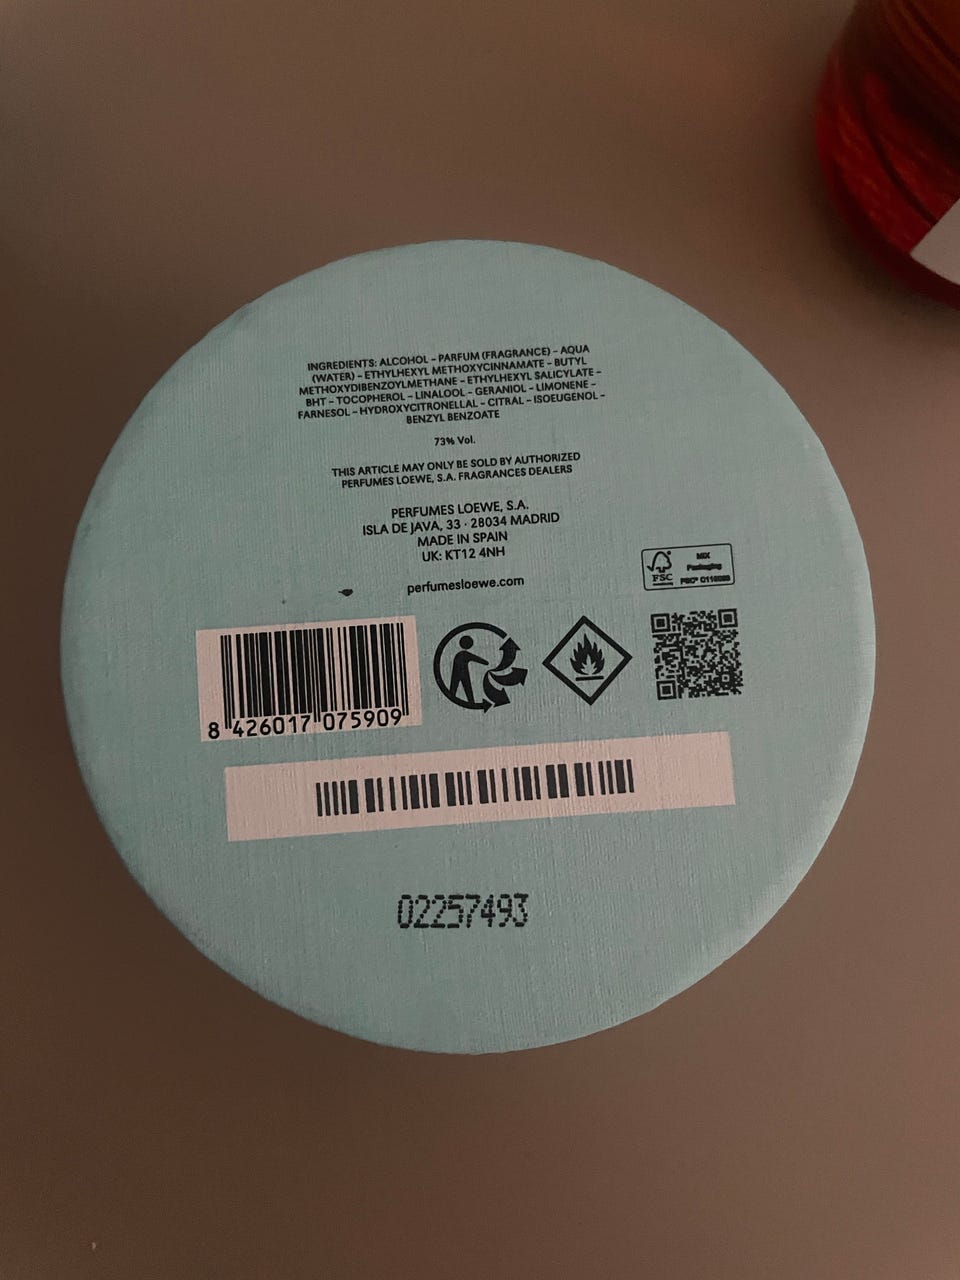 INGREDIENTS: ALCOHOL – PARFUM (FRAGRANCE) – AQUA
(WATER) – ETHYLHEXYL METHOXYCINNAMATE – BUTYL
METHOXYDIBENZOYLMETHANE – ETHYLHEXYL SALICYLATE –
BHT – TOCOPHEROL – LINALOOL – GERANIOL – LIMONENE –
FARNESOL – HYDROXYCITRONELLAL – CITRAL – ISOEUGENOL –
BENZYL BENZOATE
73% Vol.
THIS ARTICLE MAY ONLY BE SOLD BY AUTHORIZED
PERFUMES LOEWE, S.A. FRAGRANCES DEALERS
PERFUMES LOEWE, S.A.
ISLA DE JAVA, 33 · 28034 MADRID
MADE IN SPAIN
UK: KT12 4NH
perfumesloewe.com
FSC
MIX
Packaging
FSC®
8 426017 075909
02257493